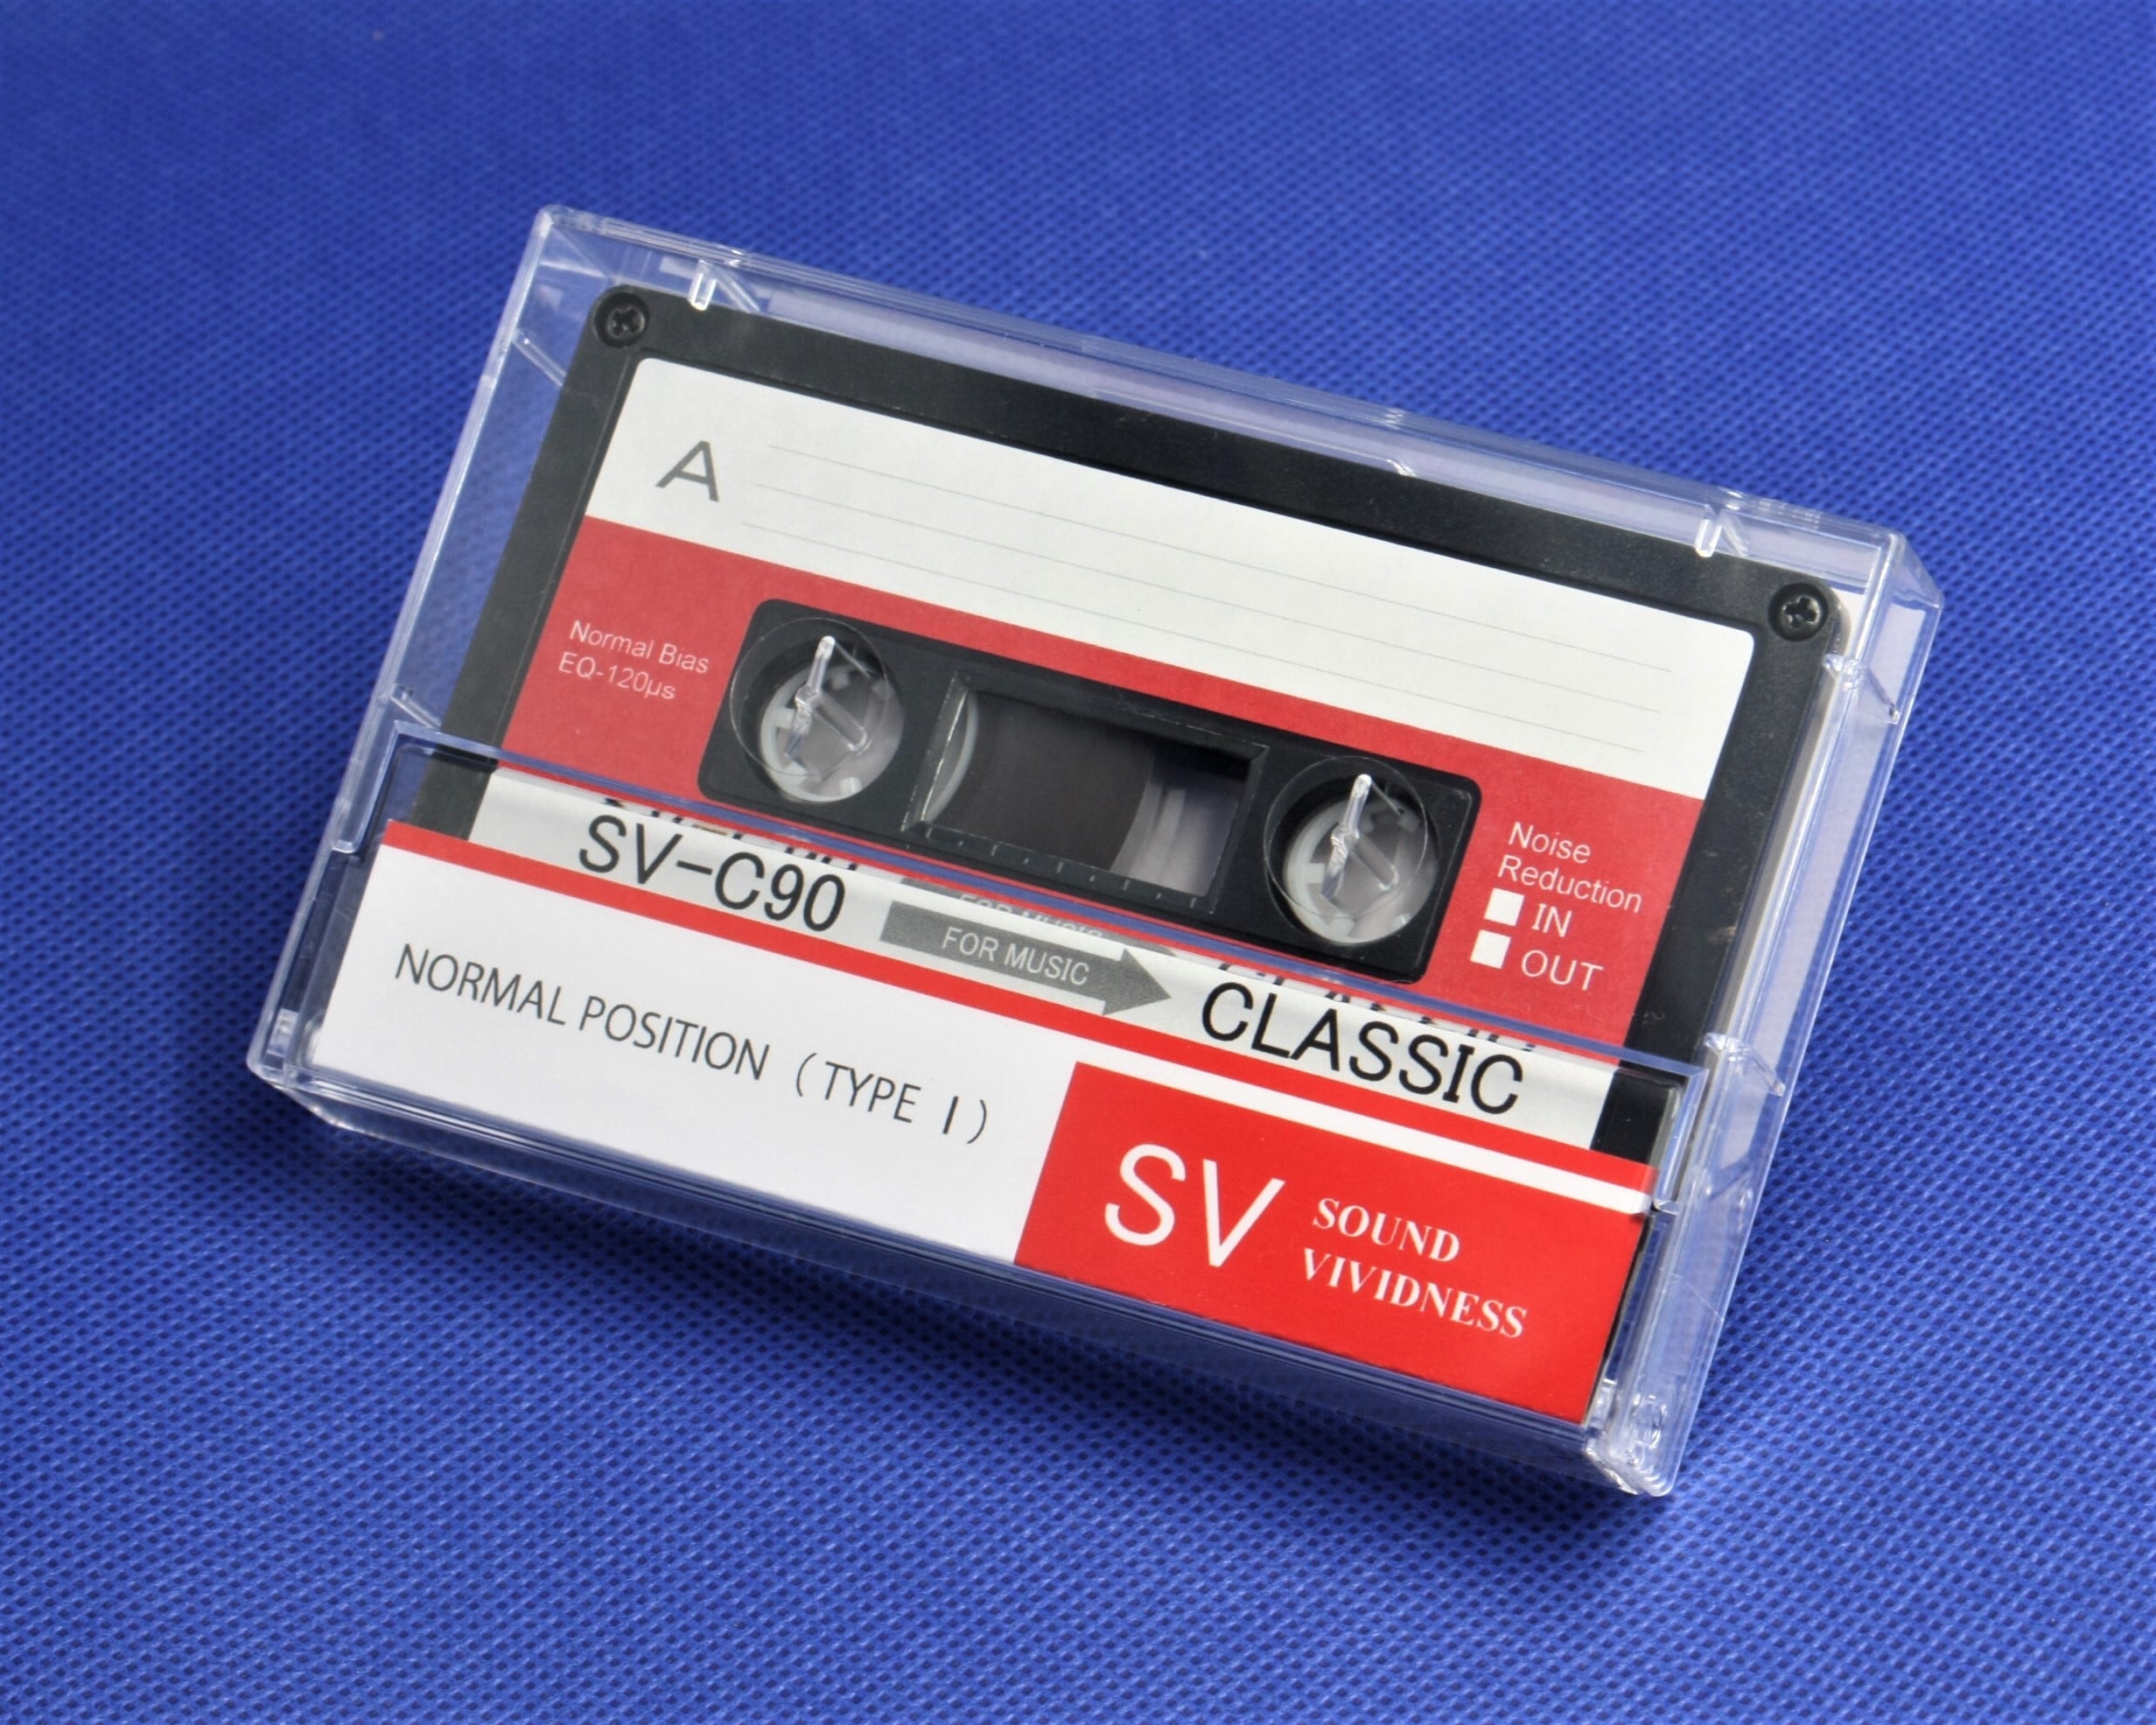 A
Normal Bias
EQ-120µs
Noise
Reduction
IN
OUT
SV-C90
FOR MUSIC
CLASSIC
NORMAL POSITION (TYPE I)
SV
SOUND
VIVIDNESS